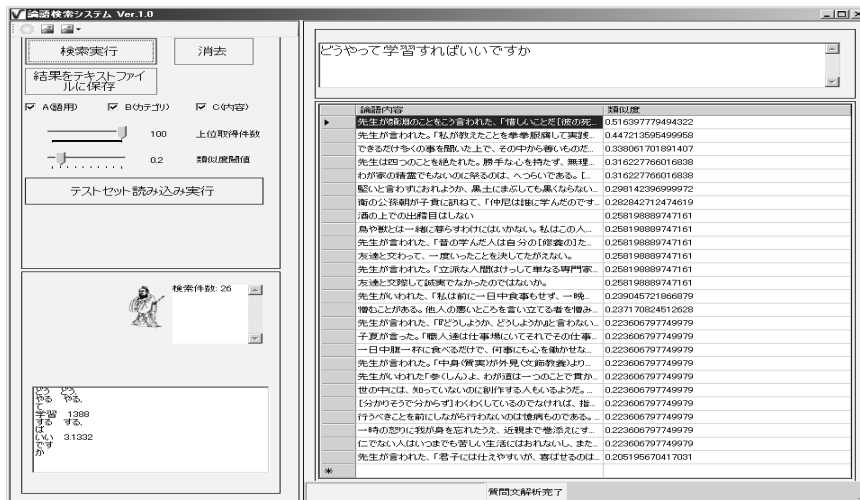 論語検索システム Ver.1.0
検索実行
消去
結果をテキストファイ
ルに保存
A(語用)
B(カテゴリ)
C(内容)
100
上位取得件数
0.2
類似度閾値
テストセット読み込み実行
検索件数: 26
どう どう,
やる やる,
て
学習 1388
する する,
ば
いい 3.1332
です
か
どうやって学習すればいいですか
論語内容 類似度
先生が顔淵のことをこう言われた、「惜しいことだ[彼の死... 0.516397779494322
先生が言われた。「私が教えたことを拳拳服膺して実践... 0.447213595499958
できるだけ多くの事を聞いた上で、その中から善いものだ... 0.338061701891407
先生は四つのことを絶たれた。勝手な心を持たず、無理... 0.316227766016838
わが家の精霊でもないのに祭るのは、へつらいである。[... 0.316227766016838
堅いと言わずにおれようか、黒土にまぶしても黒くならない... 0.298142396999972
衛の公孫朝が子貢に訊ねて、「仲尼は誰に学んだのです... 0.282842712474619
酒の上での出鱈目はしない 0.258198889747161
鳥や獣とは一緒に暮らすわけにはいかない。私はこの人... 0.258198889747161
先生が言われた、「昔の学んだ人は自分の[修養の]た... 0.258198889747161
友達と交わって、一度いったことを決してたがえない。 0.258198889747161
先生が言われた。「立派な人間はけっして単なる専門家... 0.258198889747161
友達と交際して誠実でなかったのではないか。 0.258198889747161
先生がいわれた、「私は前に一日中食事もせず、一晩... 0.239045721866879
憎むことがある。他人の悪いところを言い立てる者を憎み... 0.237170824512628
先生が言われた、「『どうしようか、どうしようか』と言わない... 0.223606797749979
子夏が言った。「職人達は仕事場にいてそれでその仕事... 0.223606797749979
一日中腹一杯に食べるだけで、何事にも心を働かせな... 0.223606797749979
先生が言われた。「中身(質実)が外見(文飾教養)より... 0.223606797749979
先生がいわれた「参(しん)よ、わが道は一つのことで貫か... 0.223606797749979
世の中には、知っていないのに創作する人もいるようだ。... 0.223606797749979
[分かりそうで分からず]わくわくしているのでなければ、指... 0.223606797749979
行うべきことを前にしながら行わないのは憶病ものである。... 0.223606797749979
一時の怒りに我が身を忘れたうえ、近親まで巻添えにす... 0.223606797749979
仁でない人はいつまでも苦しい生活にはおれないし、また... 0.223606797749979
先生が言われた、「君子には仕えやすいが、喜ばせるのは... 0.205195670417031
質問文解析完了